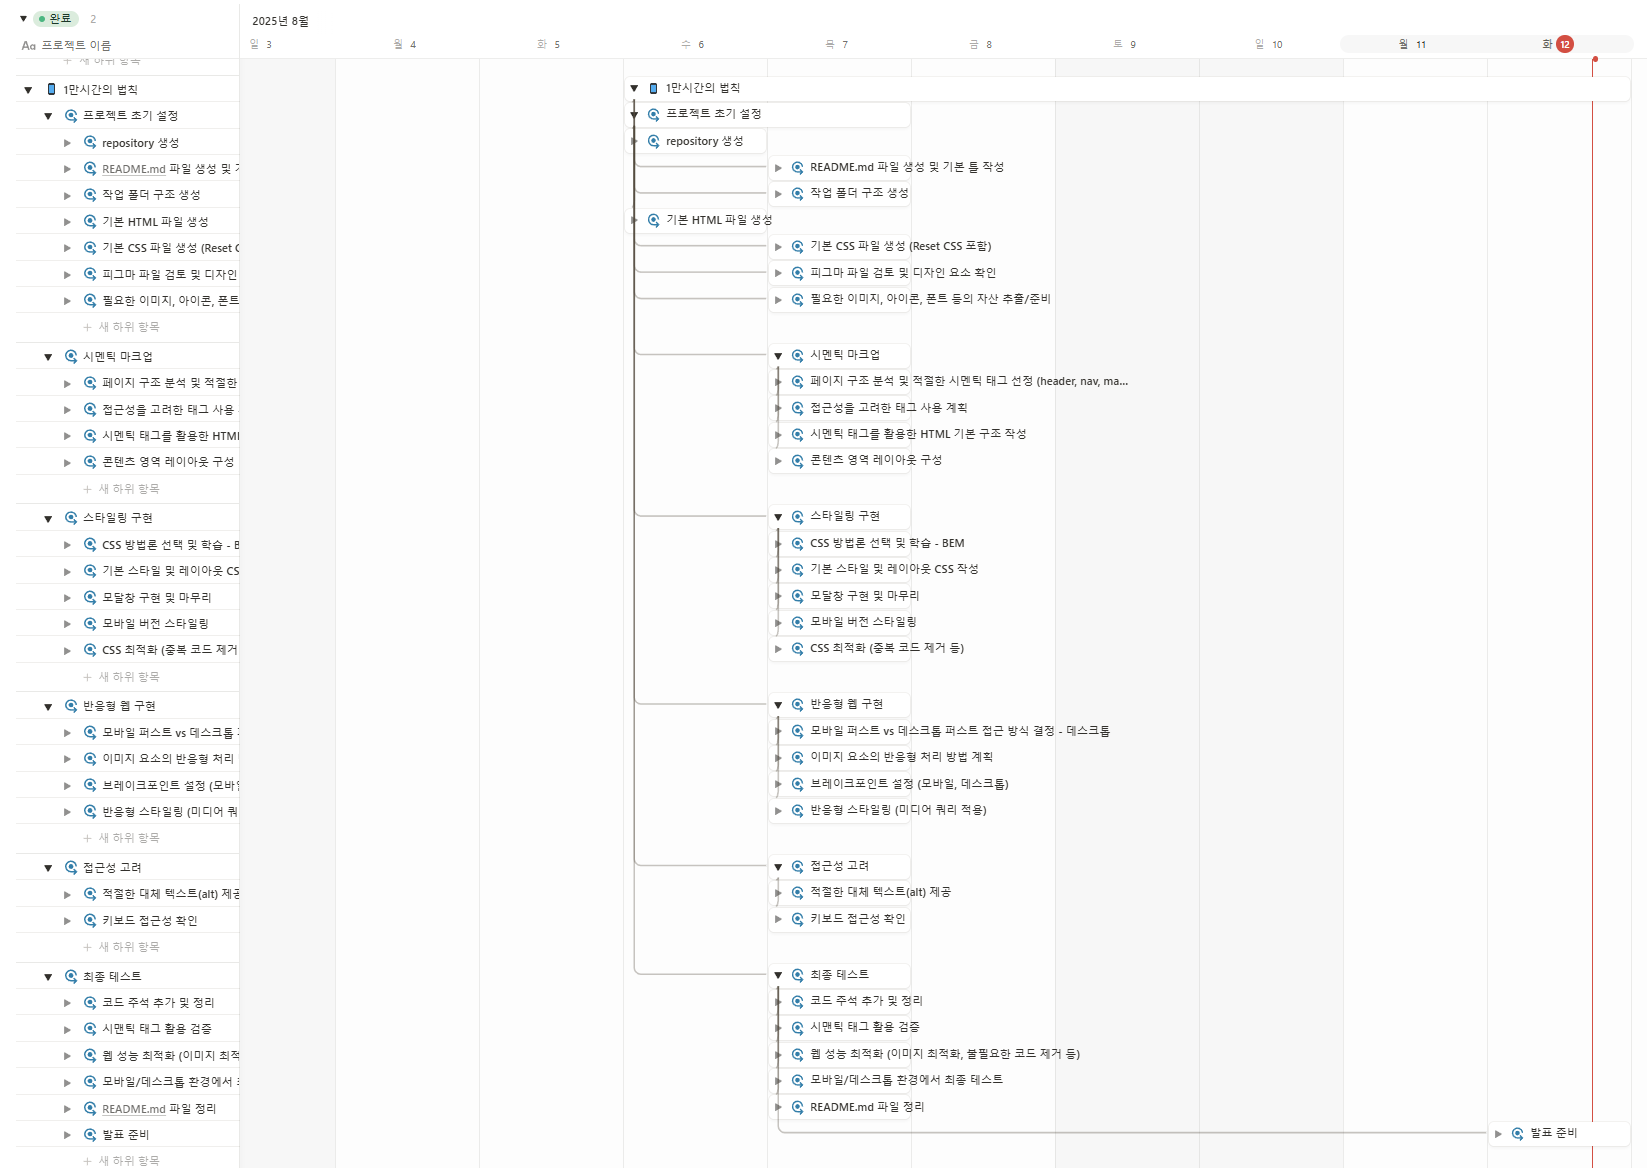 완료 2
2025년 8월
Aa 프로젝트 이름
일 3 월 4 화 5 수 6 목 7 금 8 토 9 일 10 월 11 화 12
+ 새 하위 항목
1만시간의 법칙 1만시간의 법칙
프로젝트 초기 설정 프로젝트 초기 설정
repository 생성 repository 생성
README.md 파일 생성 및 README.md 파일 생성 및 기본 틀 작성
작업 폴더 구조 생성 작업 폴더 구조 생성
기본 HTML 파일 생성 기본 HTML 파일 생성
기본 CSS 파일 생성 (Reset 기본 CSS 파일 생성 (Reset CSS 포함)
피그마 파일 검토 및 디자인 피그마 파일 검토 및 디자인 요소 확인
필요한 이미지, 아이콘, 폰트 필요한 이미지, 아이콘, 폰트 등의 자산 추출/준비
+ 새 하위 항목
시멘틱 마크업 시멘틱 마크업
페이지 구조 분석 및 적절한 페이지 구조 분석 및 적절한 시멘틱 태그 선정 (header, nav, ma...
접근성을 고려한 태그 사용 접근성을 고려한 태그 사용 계획
시멘틱 태그를 활용한 HTML 시멘틱 태그를 활용한 HTML 기본 구조 작성
콘텐츠 영역 레이아웃 구성 콘텐츠 영역 레이아웃 구성
+ 새 하위 항목
스타일링 구현 스타일링 구현
CSS 방법론 선택 및 학습 - CSS 방법론 선택 및 학습 - BEM
기본 스타일 및 레이아웃 CS 기본 스타일 및 레이아웃 CSS 작성
모달창 구현 및 마무리 모달창 구현 및 마무리
모바일 버전 스타일링 모바일 버전 스타일링
CSS 최적화 (중복 코드 제거 CSS 최적화 (중복 코드 제거 등)
+ 새 하위 항목
반응형 웹 구현 반응형 웹 구현
모바일 퍼스트 vs 데스크톱 모바일 퍼스트 vs 데스크톱 퍼스트 접근 방식 결정 - 데스크톱
이미지 요소의 반응형 처리 이미지 요소의 반응형 처리 방법 계획
브레이크포인트 설정 (모바일 브레이크포인트 설정 (모바일, 데스크톱)
반응형 스타일링 (미디어 쿼 반응형 스타일링 (미디어 쿼리 적용)
+ 새 하위 항목
접근성 고려 접근성 고려
적절한 대체 텍스트(alt) 제공 적절한 대체 텍스트(alt) 제공
키보드 접근성 확인 키보드 접근성 확인
+ 새 하위 항목
최종 테스트 최종 테스트
코드 주석 추가 및 정리 코드 주석 추가 및 정리
시맨틱 태그 활용 검증 시맨틱 태그 활용 검증
웹 성능 최적화 (이미지 최적 웹 성능 최적화 (이미지 최적화, 불필요한 코드 제거 등)
모바일/데스크톱 환경에서 모바일/데스크톱 환경에서 최종 테스트
README.md 파일 정리 README.md 파일 정리
발표 준비 발표 준비
+ 새 하위 항목